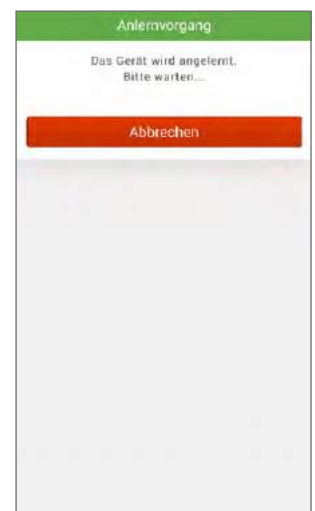 Anlernvorgang
Das Gerät wird angelernt.
Bitte warten...
Abbrechen